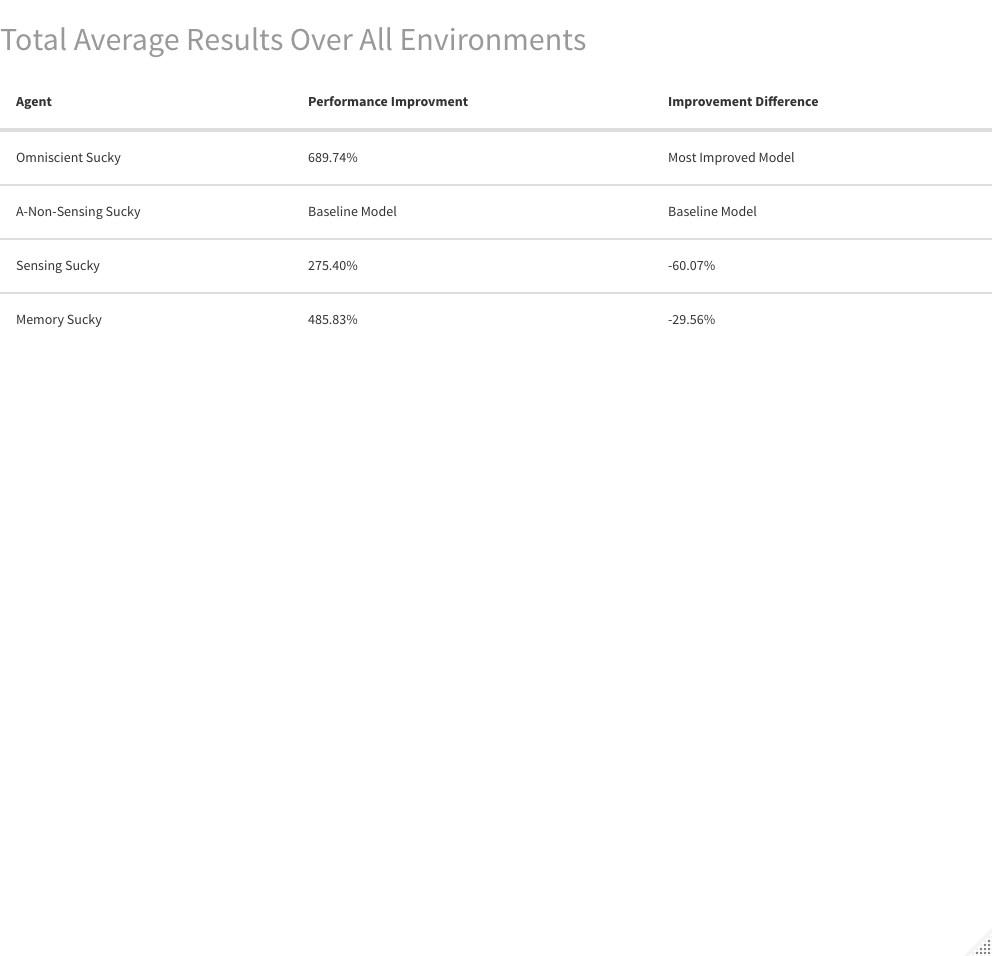 Total Average Results Over All Environments
Agent Performance Improvment Improvement Difference
Omniscient Sucky 689.74% Most Improved Model
A-Non-Sensing Sucky Baseline Model Baseline Model
Sensing Sucky 275.40% -60.07%
Memory Sucky 485.83% -29.56%